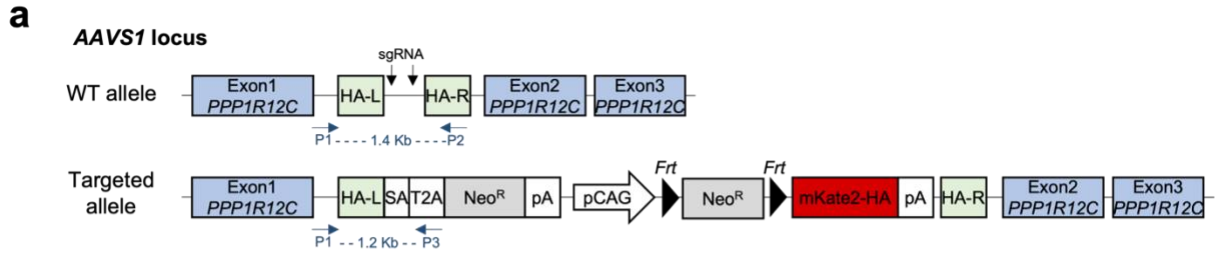 a
AAVS1 locus
sgRNA
WT allele
Exon1
PPP1R12C
HA-L
HA-R
Exon2
PPP1R12C
Exon3
PPP1R12C
P1 - - - - 1.4 Kb - - - -P2
Targeted
allele
Exon1
PPP1R12C
HA-L
SA
T2A
NeoR
pA
pCAG
Frt
NeoR
Frt
mKate2-HA
pA
HA-R
Exon2
PPP1R12C
Exon3
PPP1R12C
P1 - - 1.2 Kb - - P3